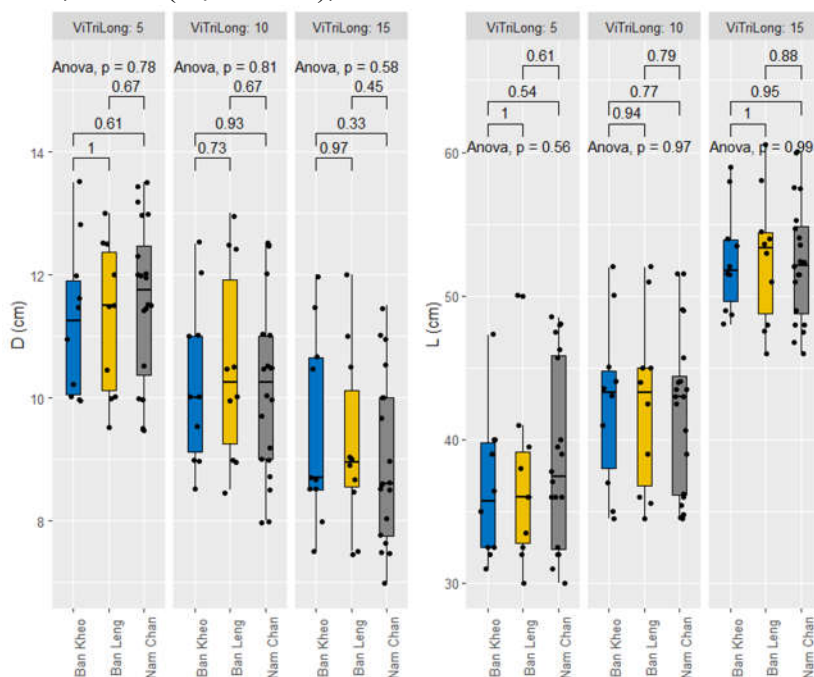 ViTriLong: 5
ViTriLong: 10
ViTriLong: 15
Anova, p = 0.78
Anova, p = 0.81
Anova, p = 0.58
0.67
0.67
0.45
0.61
0.93
0.33
1
0.73
0.97
14
12
10
8
D (cm)
Ban Kheo
Ban Leng
Nam Chan
Ban Kheo
Ban Leng
Nam Chan
Ban Kheo
Ban Leng
Nam Chan
ViTriLong: 5
ViTriLong: 10
ViTriLong: 15
0.61
0.79
0.88
0.54
0.77
0.95
1
0.94
1
Anova, p = 0.56
Anova, p = 0.97
Anova, p = 0.99
60
50
40
30
L (cm)
Ban Kheo
Ban Leng
Nam Chan
Ban Kheo
Ban Leng
Nam Chan
Ban Kheo
Ban Leng
Nam Chan